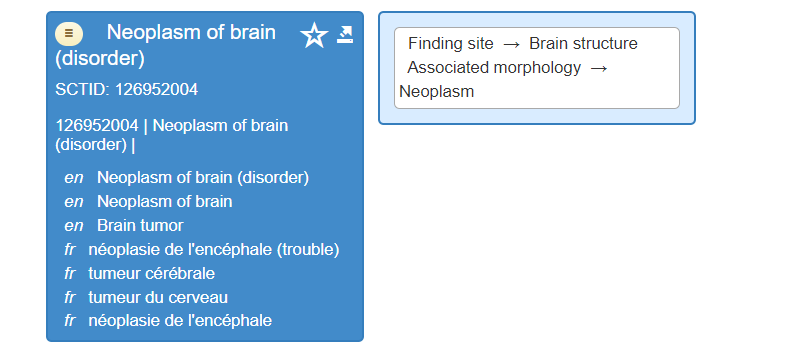 Neoplasm of brain
(disorder)
SCTID: 126952004
126952004 | Neoplasm of brain
(disorder) |
en Neoplasm of brain (disorder)
en Neoplasm of brain
en Brain tumor
fr néoplasie de l'encéphale (trouble)
fr tumeur cérébrale
fr tumeur du cerveau
fr néoplasie de l'encéphale
Finding site → Brain structure
Associated morphology →
Neoplasm